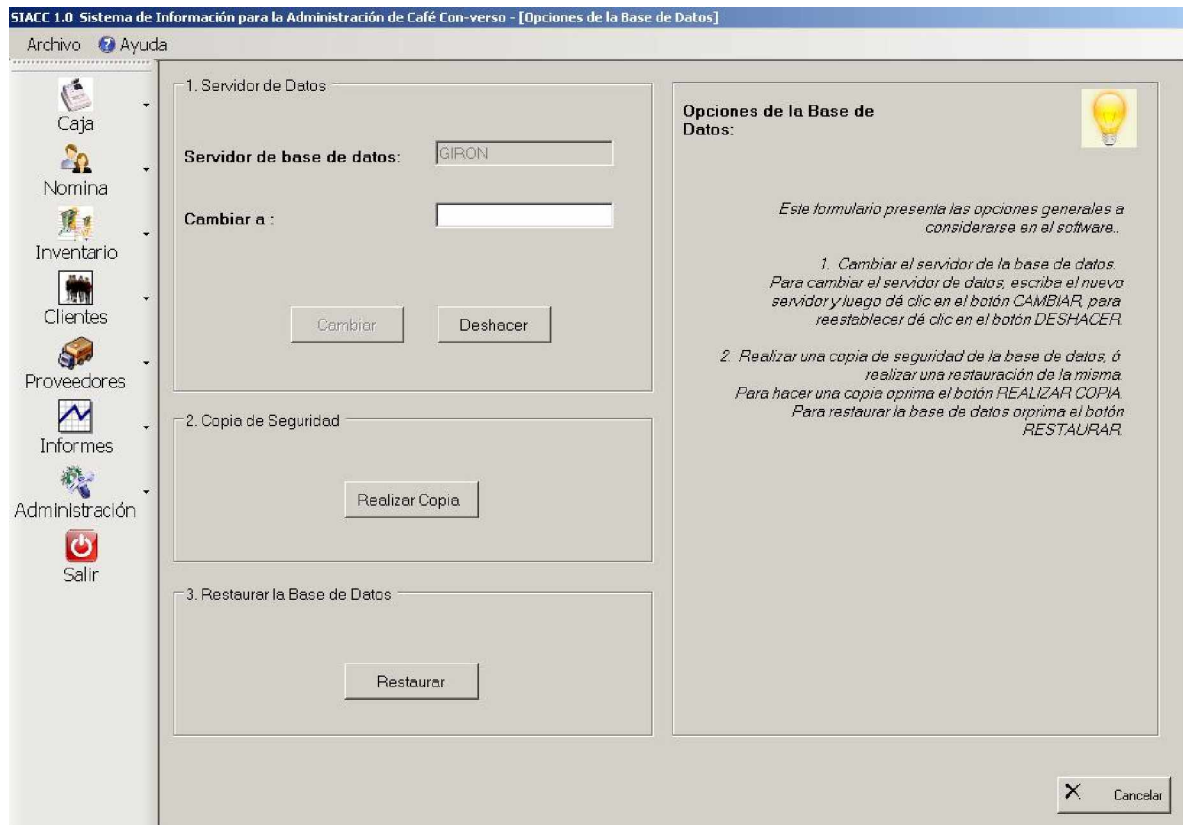 SIACC 1.0 Sistema de Información para la Administración de Café Con-verso - [Opciones de la Base de Datos]
Archivo Ayuda
Caja
Nomina
Inventario
Clientes
Proveedores
Informes
Administración
Salir
1. Servidor de Datos
Servidor de base de datos: GIRON
Cambiar a :
Cambiar Deshacer
2. Copia de Seguridad
Realizar Copia
3. Restaurar la Base de Datos
Restaurar
Opciones de la Base de
Datos:
Este formulario presenta las opciones generales a
considerarse en el software..
1. Cambiar el servidor de la base de datos.
Para cambiar el servidor de datos, escriba el nuevo
servidor y luego dé clic en el botón CAMBIAR, para
reestablecer dé clic en el botón DESHACER.
2. Realizar una copia de seguridad de la base de datos, ó
realizar una restauración de la misma.
Para hacer una copia oprima el botón REALIZAR COPIA.
Para restaurar la base de datos orprima el botón
RESTAURAR.
Cancelar